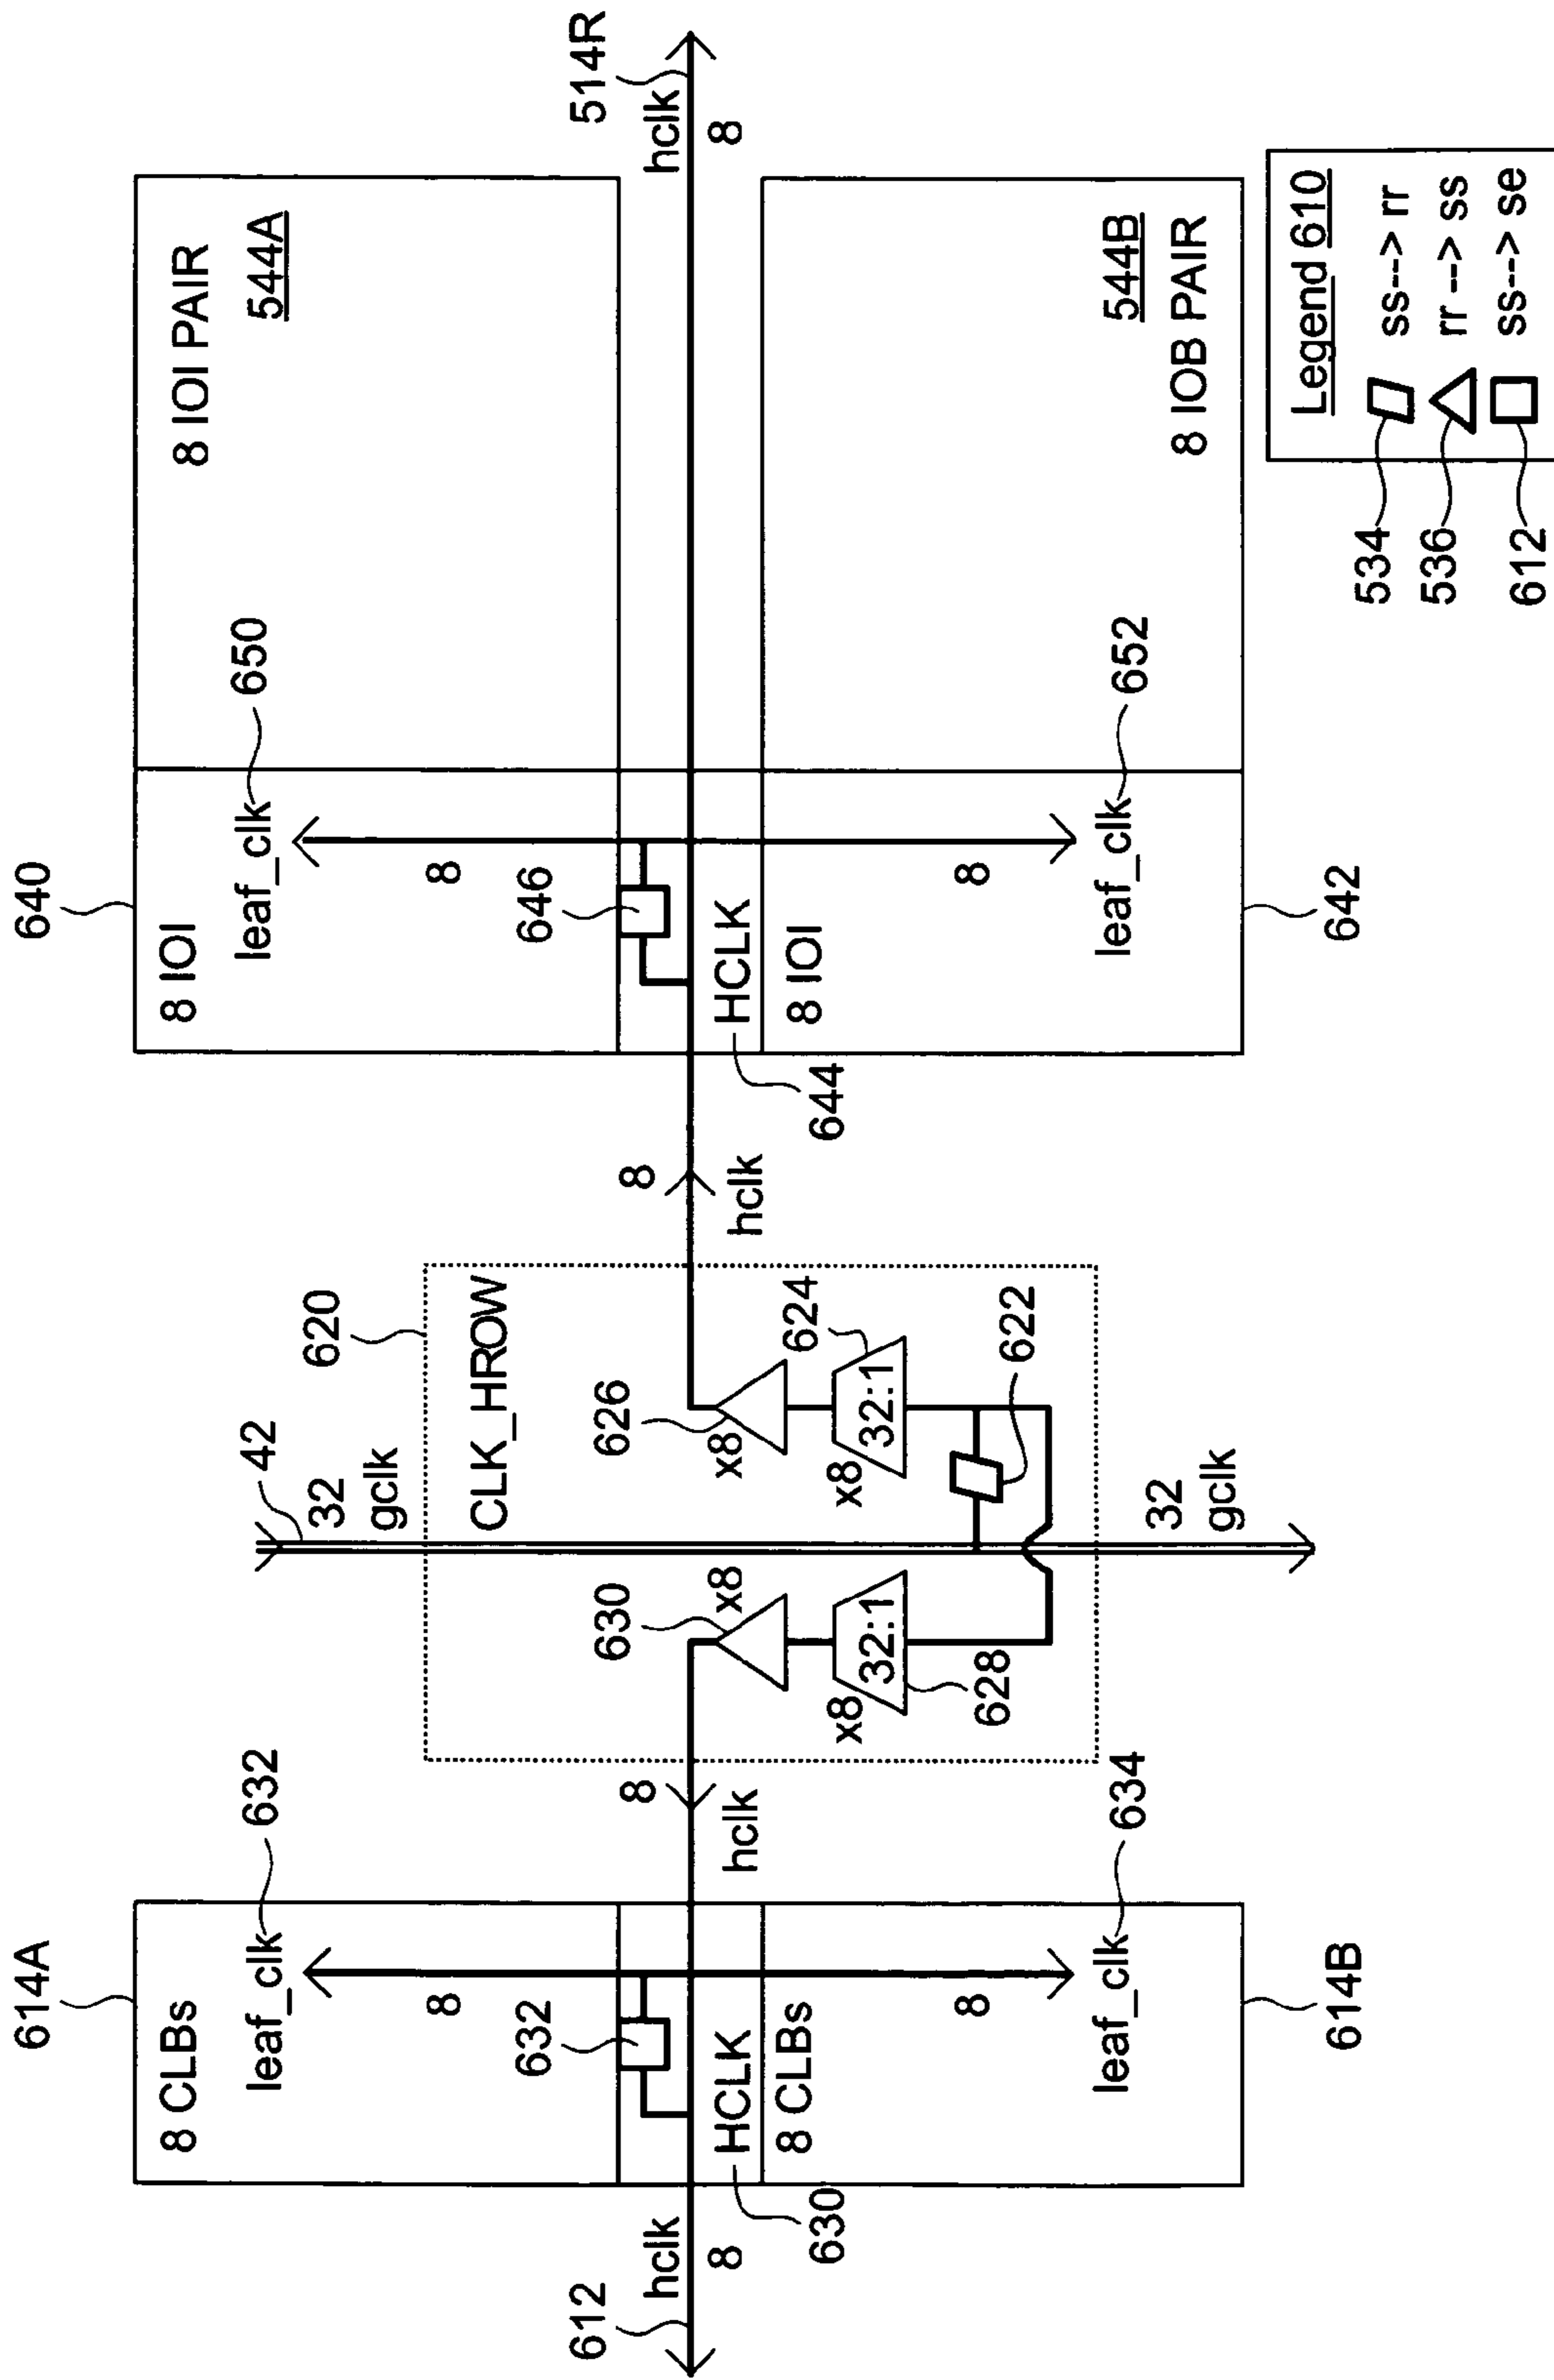 614A
8 CLBs
leaf_clk
632
8
632
612
hclk
8
HCLK
630
8 CLBs
8
leaf_clk
634
614B
8
hclk
620
42
32
gclk
CLK_HROW
630
x8
626
x8
x8
32:1
628
x8
32:1
624
622
32
gclk
8
hclk
640
8 IOI
leaf_clk
650
8
646
HCLK
644
8 IOI
8
leaf_clk
652
642
8 IOI PAIR
544A
hclk
8
514R
544B
8 IOB PAIR
Legend 610
534
ss--> rr
536
rr --> ss
612
ss--> se